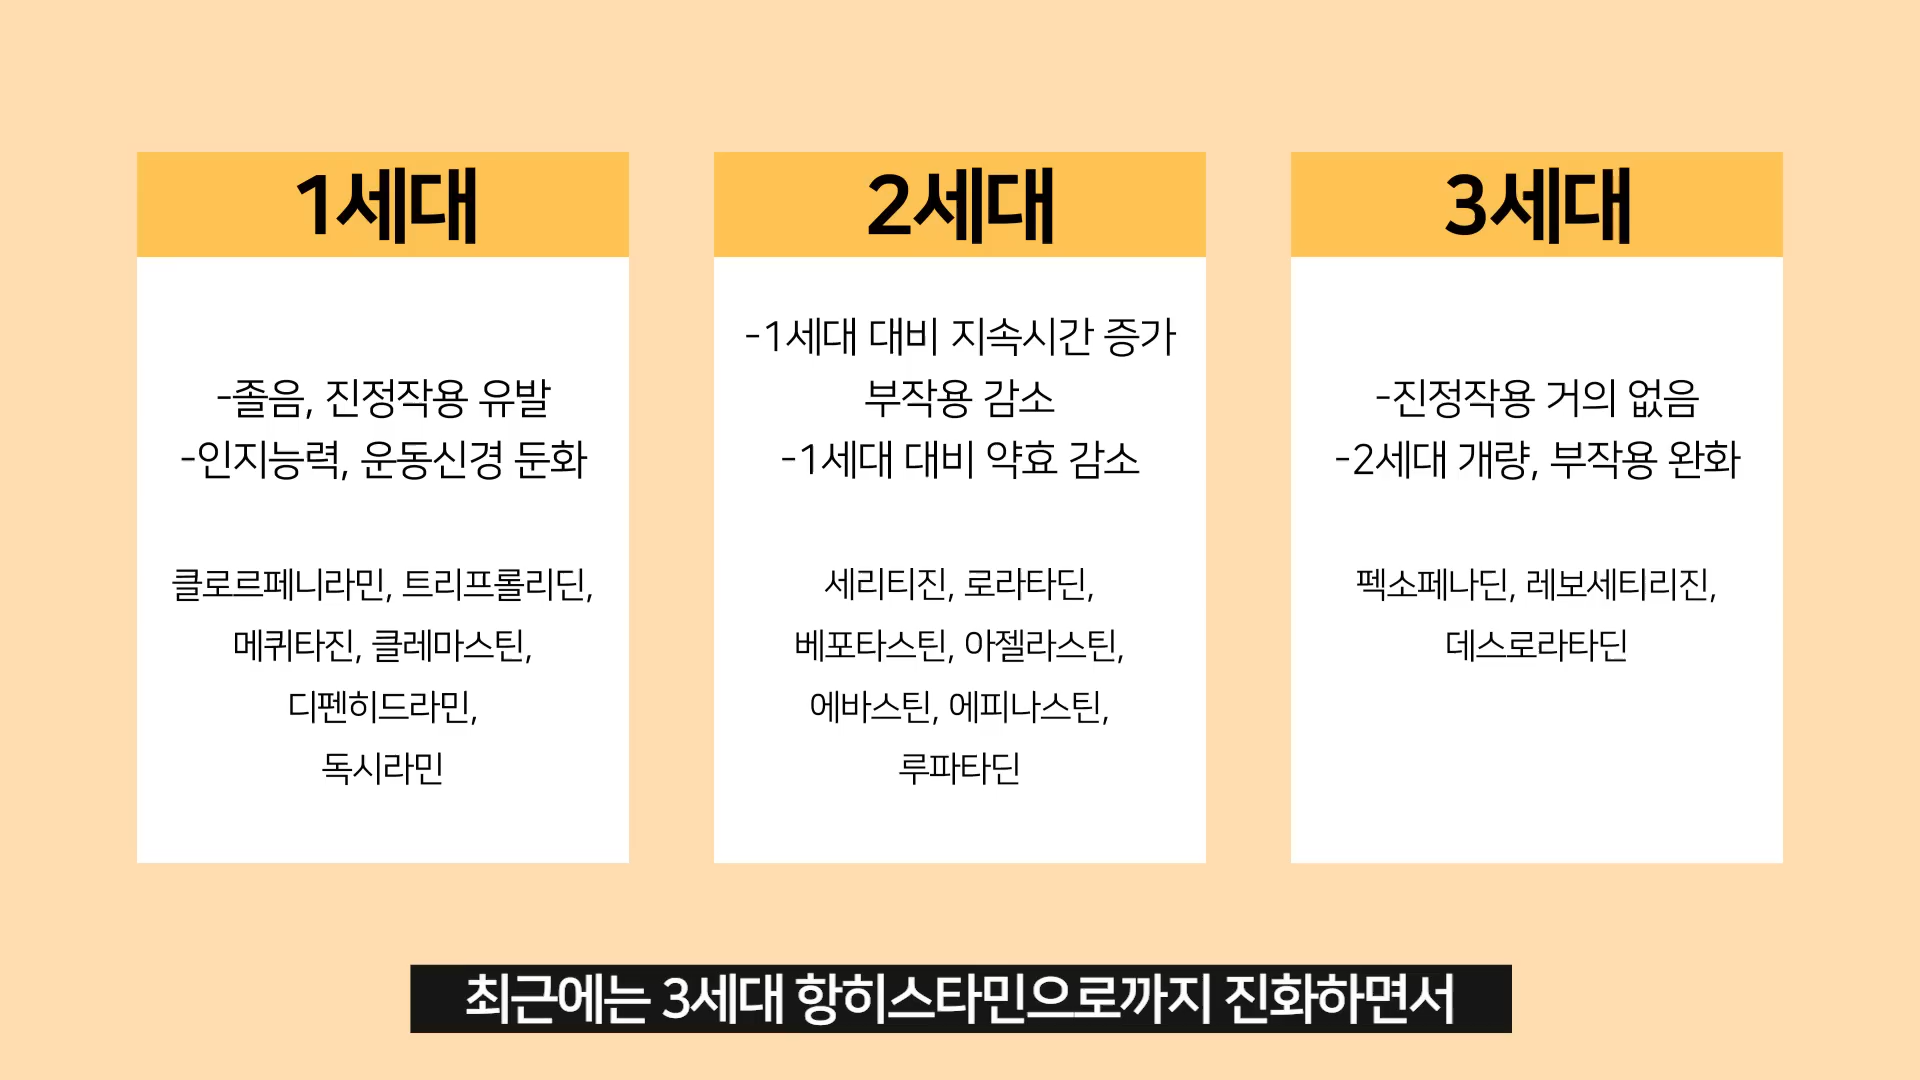 1세대
-졸음, 진정작용 유발
-인지능력, 운동신경 둔화
클로르페니라민, 트리프롤리딘,
메퀴타진, 클레마스틴,
디펜히드라민,
독시라민
2세대
-1세대 대비 지속시간 증가
부작용 감소
-1세대 대비 약효 감소
세리티진, 로라타딘,
베포타스틴, 아젤라스틴,
에바스틴, 에피나스틴,
루파타딘
3세대
-진정작용 거의 없음
-2세대 개량, 부작용 완화
펙소페나딘, 레보세티리진,
데스로라타딘
최근에는 3세대 항히스타민으로까지 진화하면서